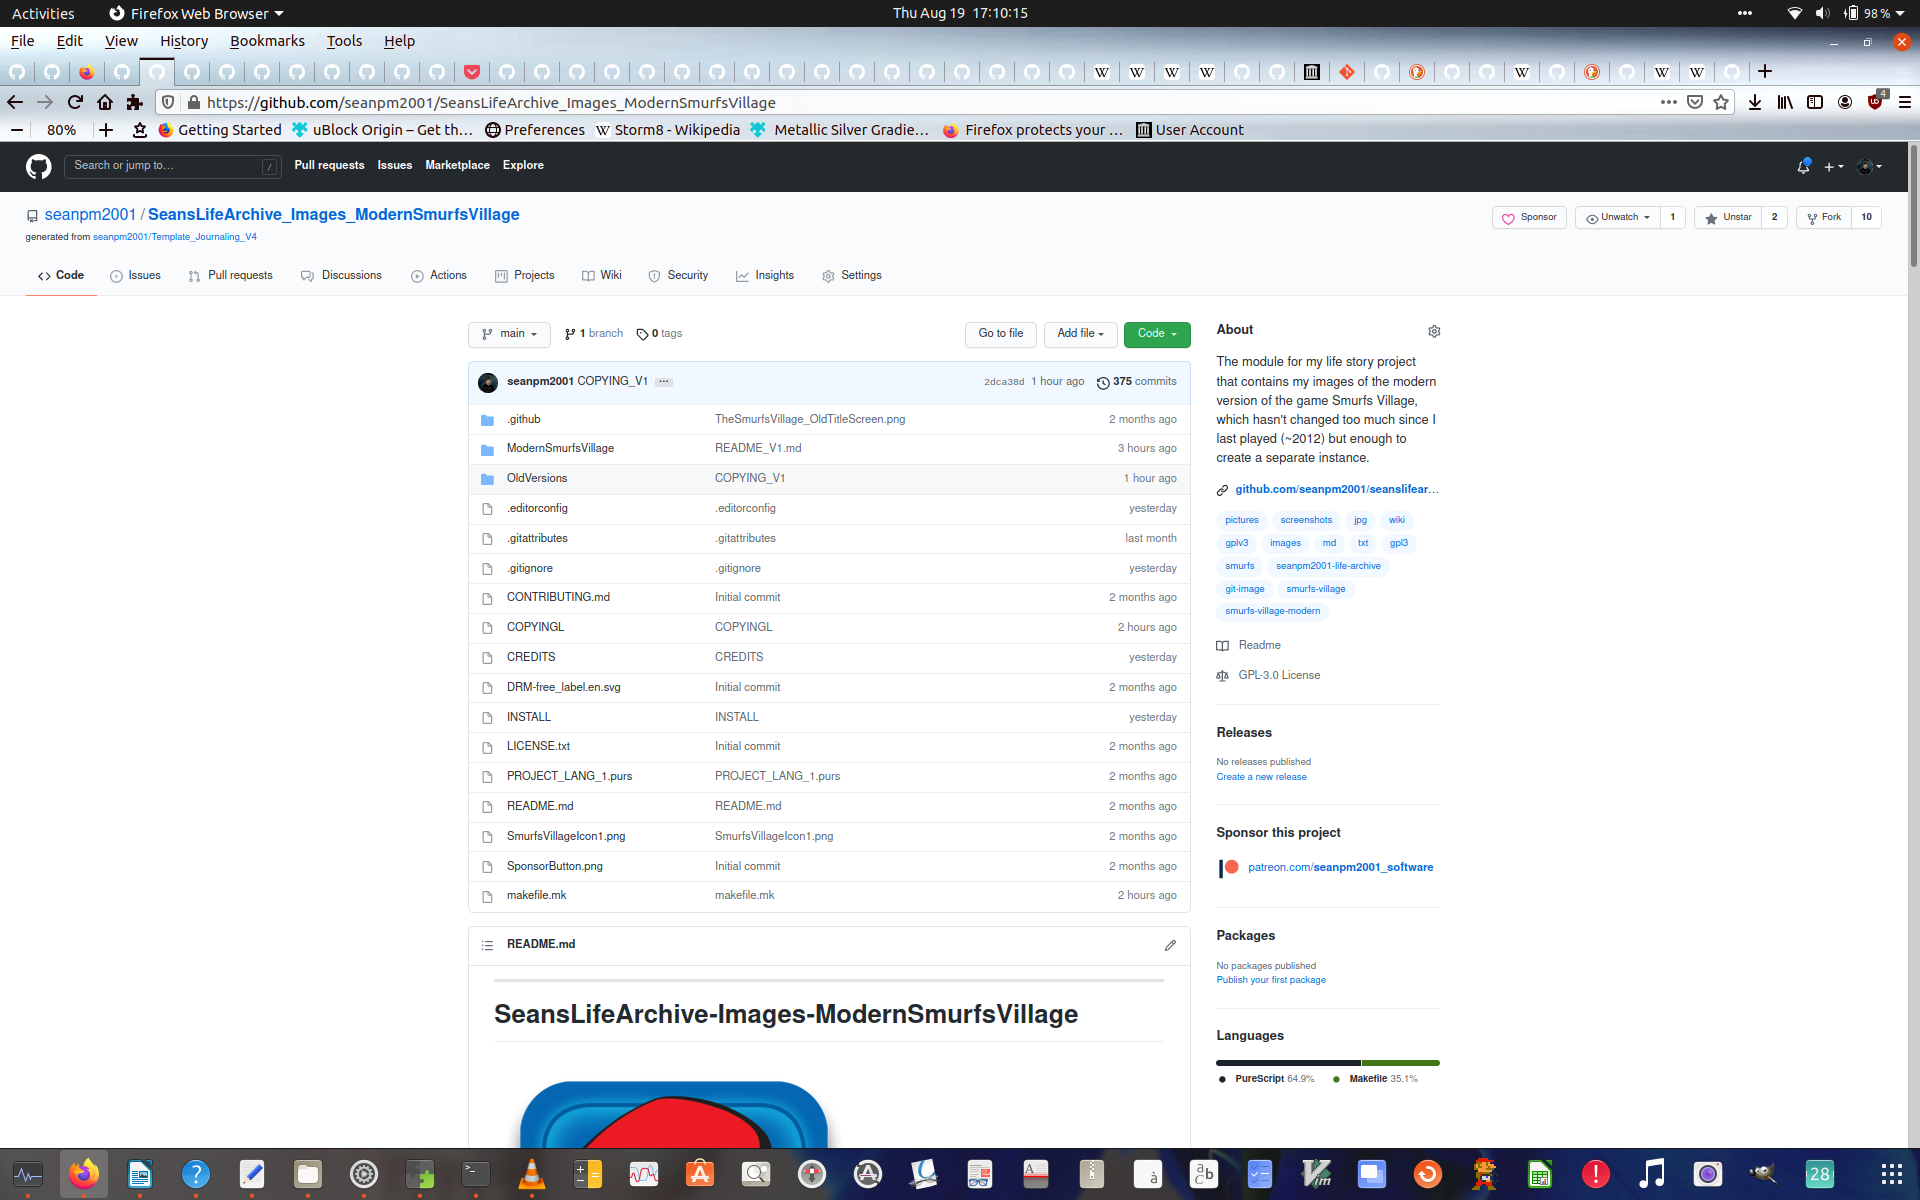 Activities
Firefox Web Browser
Thu Aug 19 17:10:15
98 %
File Edit View History Bookmarks Tools Help
https://github.com/seanpm2001/SeansLifeArchive_Images_ModernSmurfsVillage
4
80%
Getting Started
uBlock Origin – Get th…
Preferences
Storm8 - Wikipedia
Metallic Silver Gradie…
Firefox protects your …
User Account
Search or jump to…
/
Pull requests Issues Marketplace Explore
seanpm2001 / SeansLifeArchive_Images_ModernSmurfsVillage
Sponsor
Unwatch 1
Unstar 2
Fork 10
generated from seanpm2001/Template_Journaling_V4
Code Issues Pull requests Discussions Actions Projects Wiki Security Insights Settings
main
1 branch
0 tags
Go to file
Add file
Code
seanpm2001 COPYING_V1 ...
2dca38d 1 hour ago 375 commits
.github TheSmurfsVillage_OldTitleScreen.png 2 months ago
ModernSmurfsVillage README_V1.md 3 hours ago
OldVersions COPYING_V1 1 hour ago
.editorconfig .editorconfig yesterday
.gitattributes .gitattributes last month
.gitignore .gitignore yesterday
CONTRIBUTING.md Initial commit 2 months ago
COPYINGL COPYINGL 2 hours ago
CREDITS CREDITS yesterday
DRM-free_label.en.svg Initial commit 2 months ago
INSTALL INSTALL yesterday
LICENSE.txt Initial commit 2 months ago
PROJECT_LANG_1.purs PROJECT_LANG_1.purs 2 months ago
README.md README.md 2 months ago
SmurfsVillageIcon1.png SmurfsVillageIcon1.png 2 months ago
SponsorButton.png Initial commit 2 months ago
makefile.mk makefile.mk 2 hours ago
README.md
SeansLifeArchive-Images-ModernSmurfsVillage
About
The module for my life story project
that contains my images of the modern
version of the game Smurfs Village,
which hasn't changed too much since I
last played (~2012) but enough to
create a separate instance.
github.com/seanpm2001/seanslifear…
pictures screenshots jpg wiki
gplv3 images md txt gpl3
smurfs seanpm2001-life-archive
git-image smurfs-village
smurfs-village-modern
Readme
GPL-3.0 License
Releases
No releases published
Create a new release
Sponsor this project
patreon.com/seanpm2001_software
Packages
No packages published
Publish your first package
Languages
PureScript 64.9%
Makefile 35.1%
28